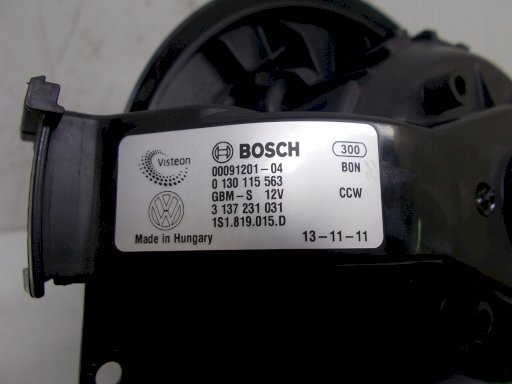 Visteon
BOSCH
300
00091201-04
BON
0 130 115 563
GBM-S 12V
CCW
3 137 231 031
1S1.819.015.D
Made in Hungary
13-11-11